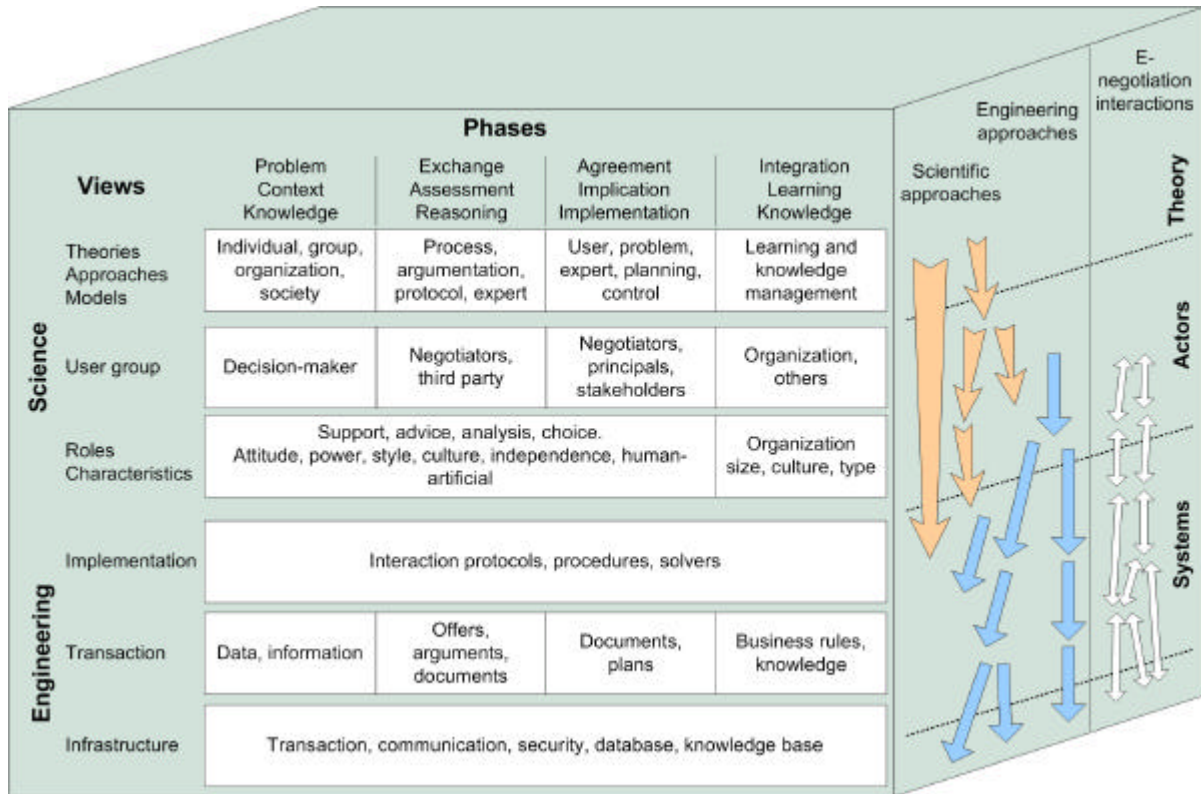 Phases
Views
Problem
Context
Knowledge
Exchange
Assessment
Reasoning
Agreement
Implication
Implementation
Integration
Learning
Knowledge
Science
Theories
Approaches
Models
Individual, group,
organization,
society
Process,
argumentation,
protocol, expert
User, problem,
expert, planning,
control
Learning and
knowledge
management
User group
Decision-maker
Negotiators,
third party
Negotiators,
principals,
stakeholders
Organization,
others
Roles
Characteristics
Support, advice, analysis, choice.
Attitude, power, style, culture, independence, human-
artificial
Organization
size, culture, type
Engineering
Implementation
Interaction protocols, procedures, solvers
Transaction
Data, information
Offers,
arguments,
documents
Documents,
plans
Business rules,
knowledge
Infrastructure
Transaction, communication, security, database, knowledge base
Scientific
approaches
Engineering
approaches
E-
negotiation
interactions
Theory
Actors
Systems